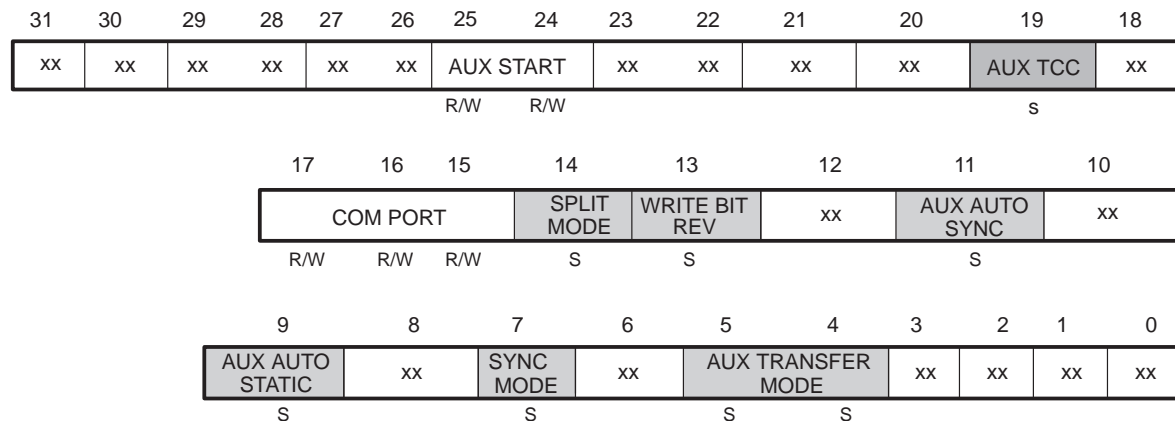 31 30 29 28 27 26 25 24 23 22 21 20 19 18
xx xx xx xx xx xx AUX START xx xx xx xx AUX TCC xx
R/W R/W s
17 16 15 14 13 12 11 10
COM PORT SPLIT MODE WRITE BIT REV xx AUX AUTO SYNC xx
R/W R/W R/W S S S
9 8 7 6 5 4 3 2 1 0
AUX AUTO STATIC xx SYNC MODE xx AUX TRANSFER MODE xx xx xx xx
S S S S